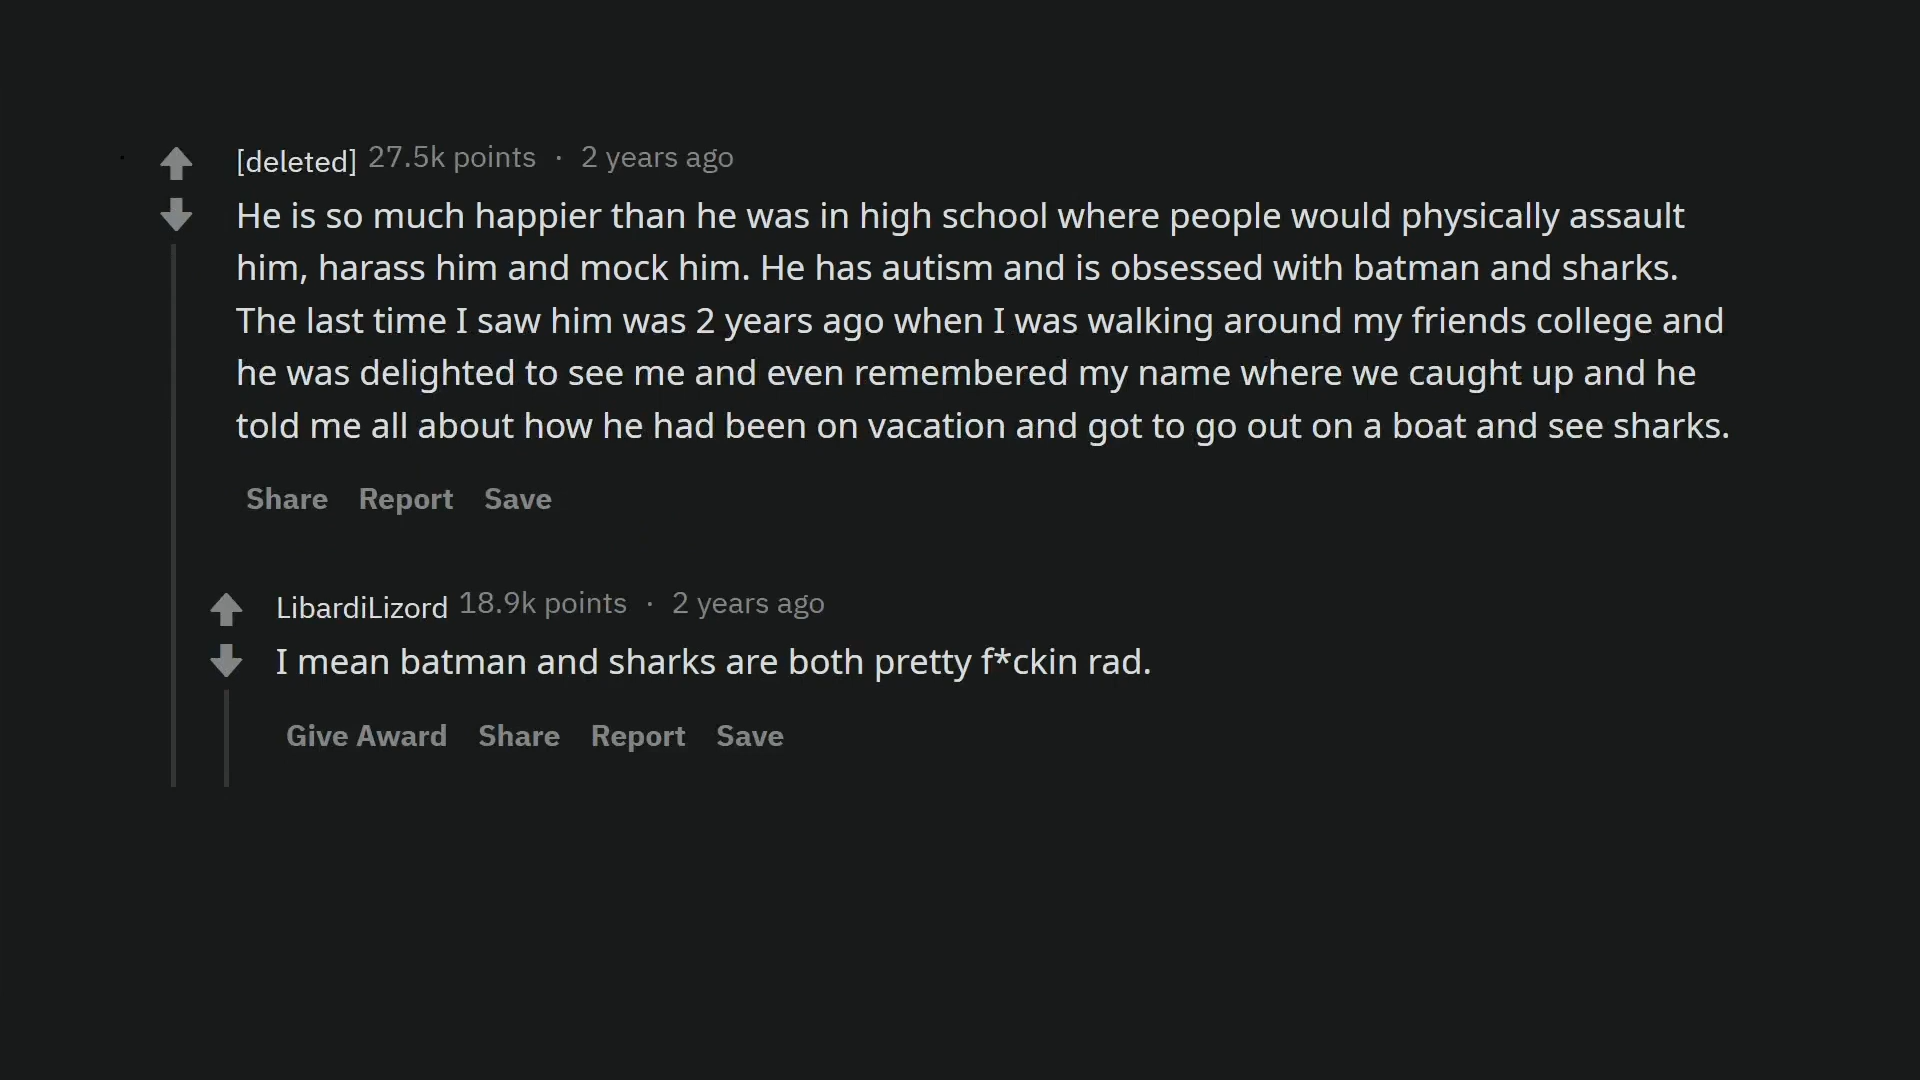 [deleted] 27.5k points · 2 years ago
He is so much happier than he was in high school where people would physically assault
him, harass him and mock him. He has autism and is obsessed with batman and sharks.
The last time I saw him was 2 years ago when I was walking around my friends college and
he was delighted to see me and even remembered my name where we caught up and he
told me all about how he had been on vacation and got to go out on a boat and see sharks.
Share Report Save
LibardiLizord 18.9k points · 2 years ago
I mean batman and sharks are both pretty f*ckin rad.
Give Award Share Report Save